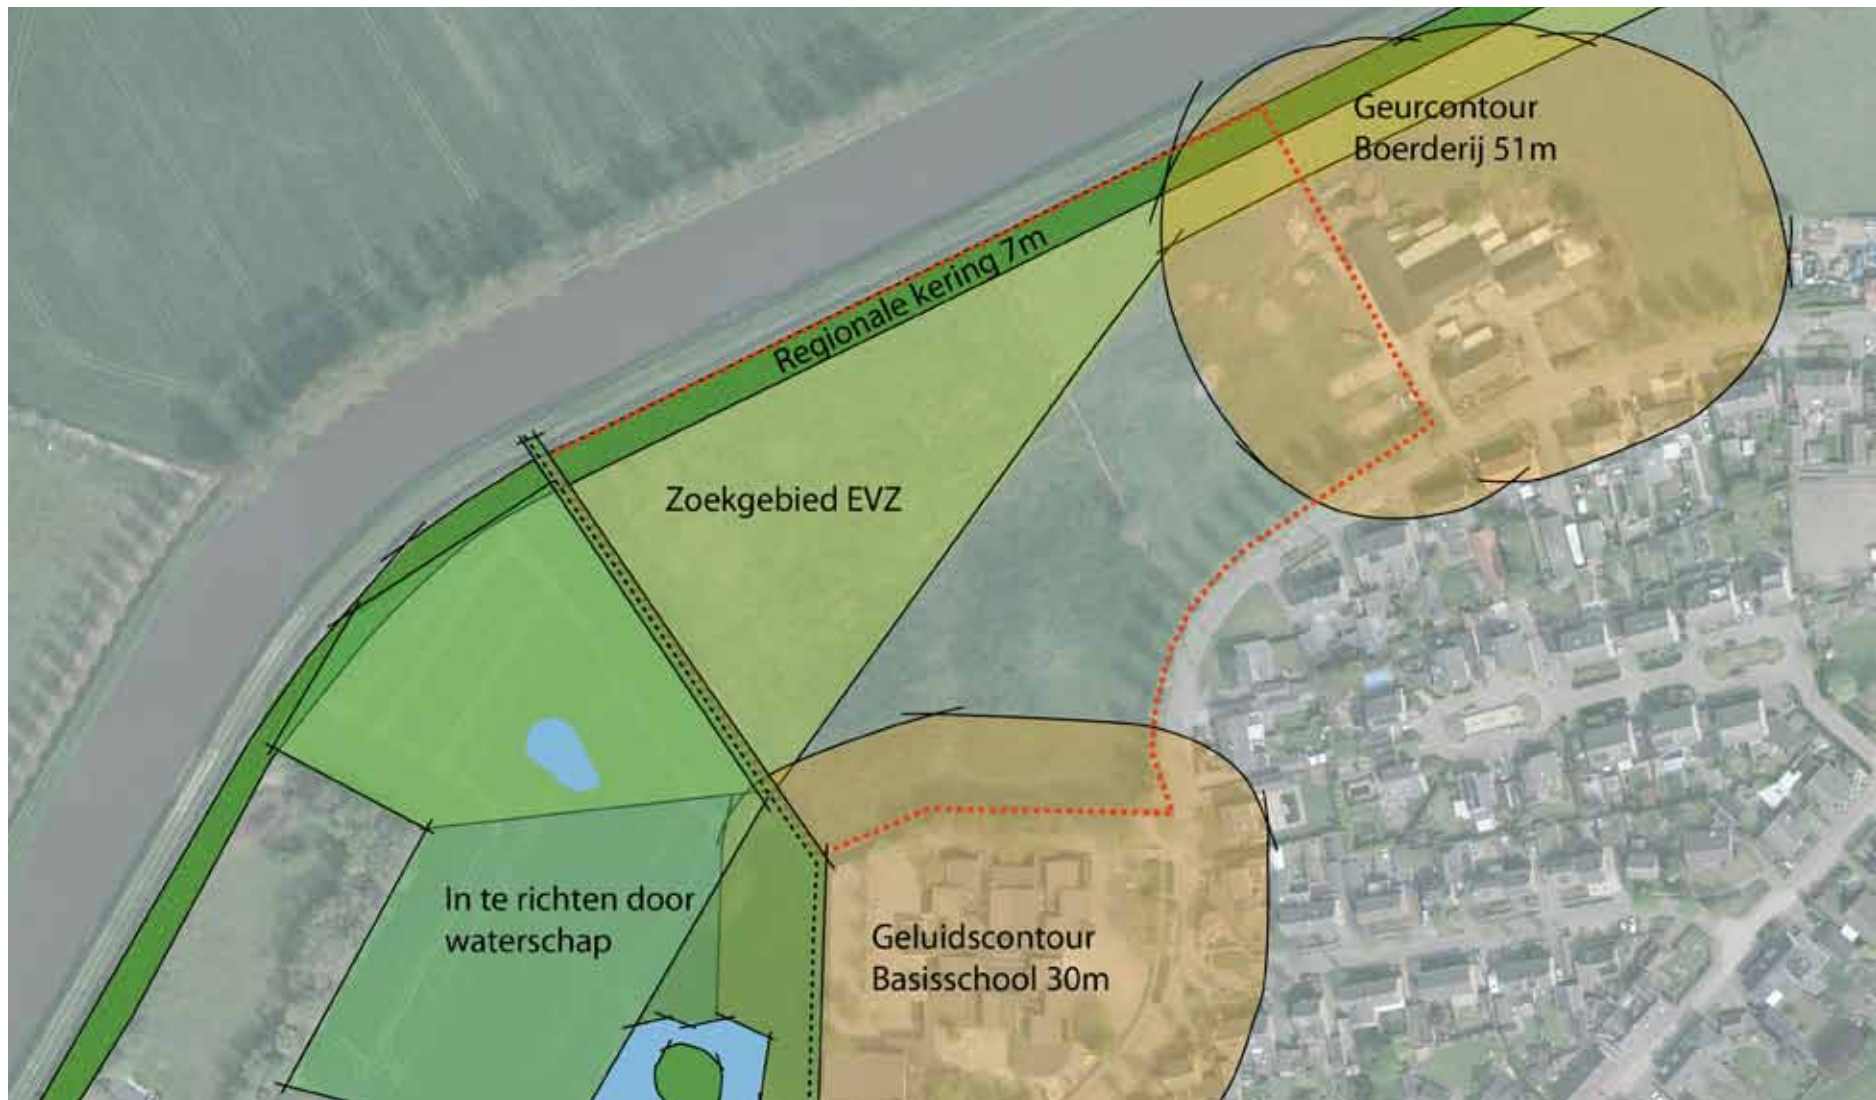 Geurcontour
Boerderij 51m
Regionale kering 7m
Zoekgebied EVZ
In te richten door
waterschap
Geluidscontour
Basisschool 30m